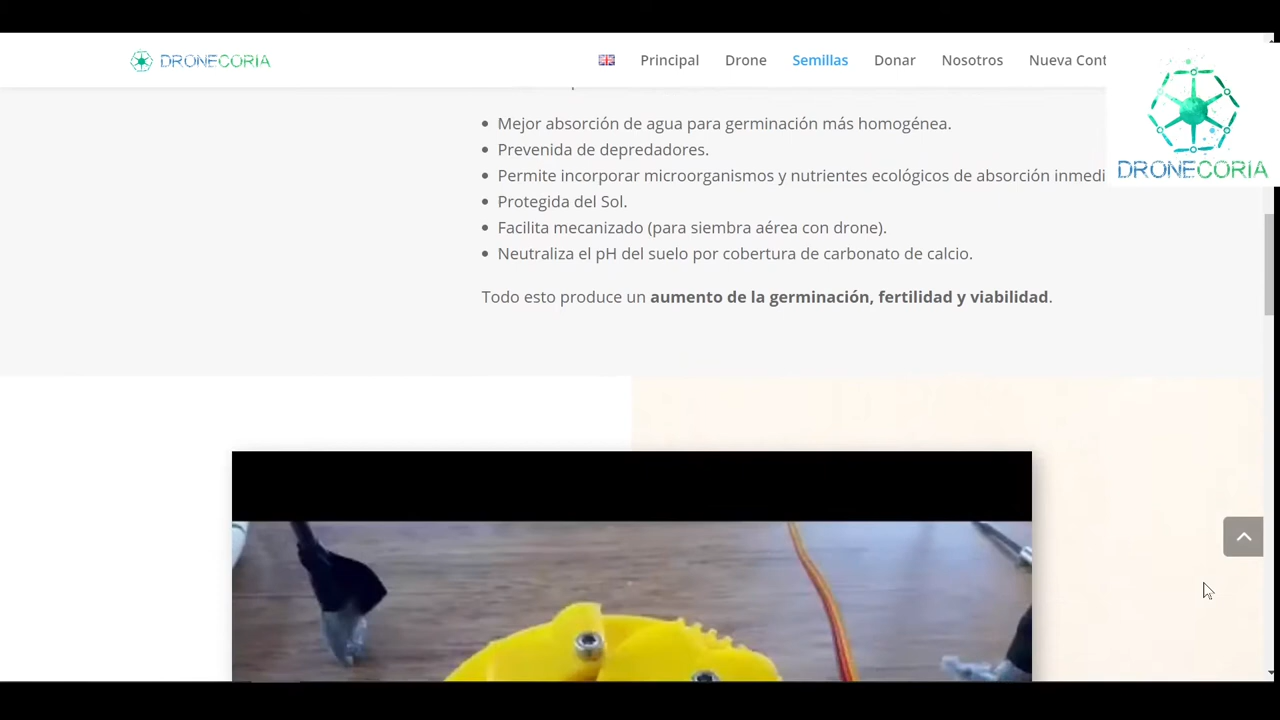 DRONECORIA
Principal Drone Semillas Donar Nosotros Nueva Cont
DRONECORIA
Mejor absorción de agua para germinación más homogénea.
Prevenida de depredadores.
Permite incorporar microorganismos y nutrientes ecológicos de absorción inmedi
Protegida del Sol.
Facilita mecanizado (para siembra aérea con drone).
Neutraliza el pH del suelo por cobertura de carbonato de calcio.
Todo esto produce un aumento de la germinación, fertilidad y viabilidad.